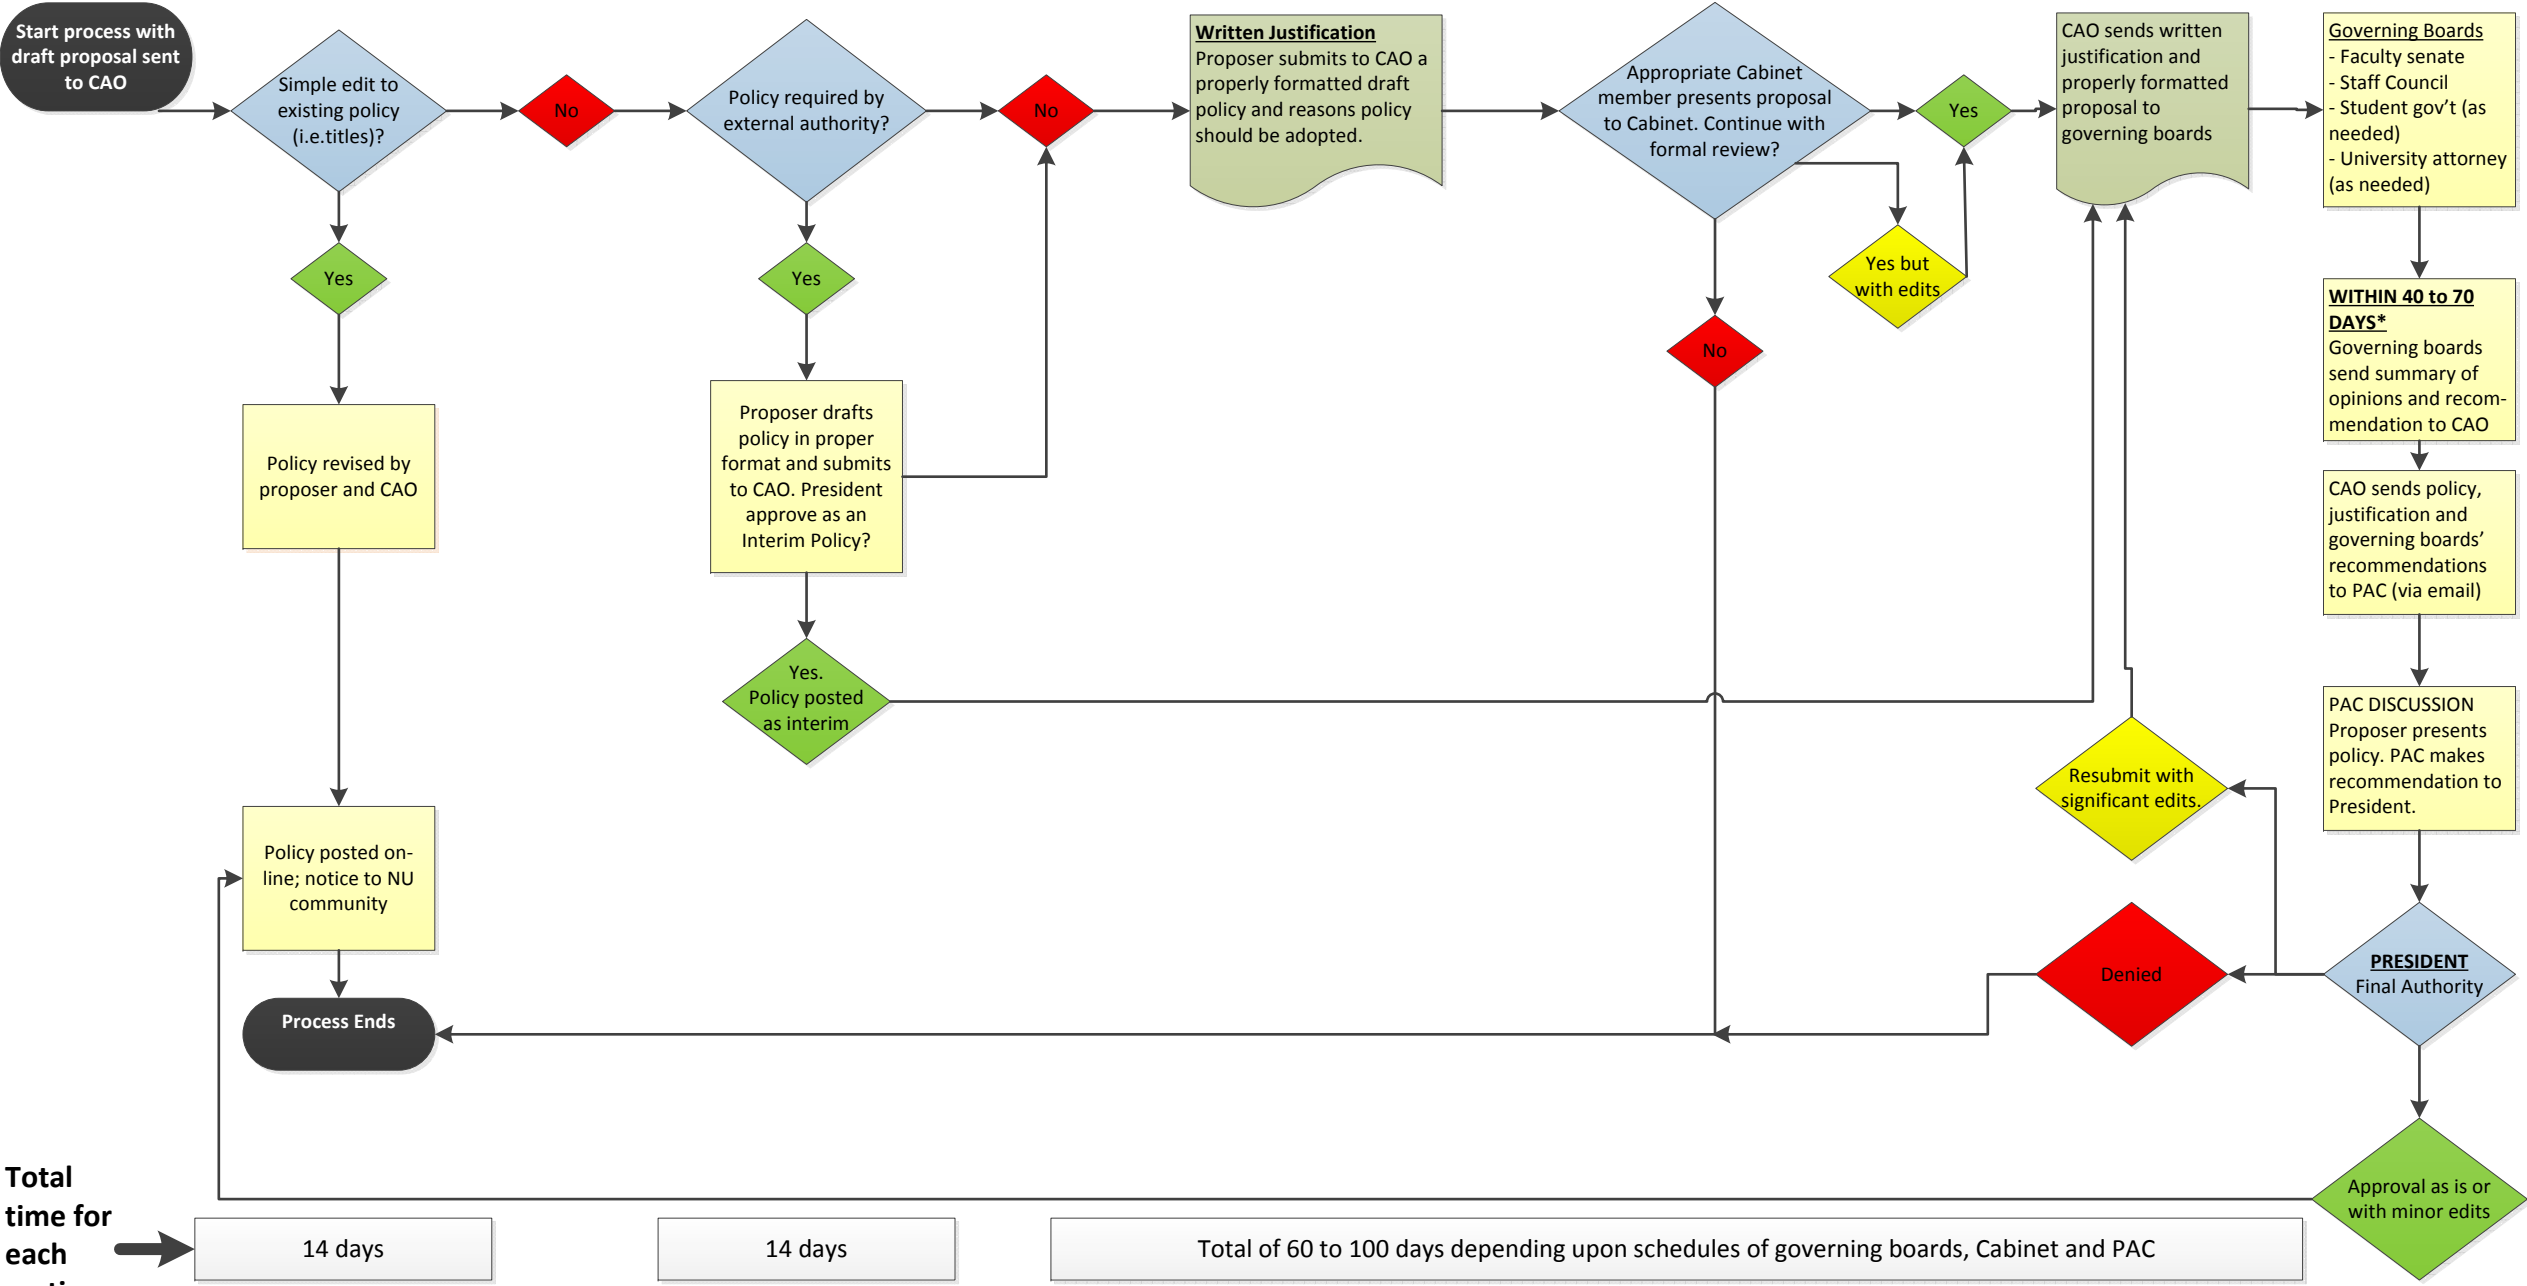 Start process with
draft proposal sent
to CAO
Simple edit to
existing policy
(i.e.titles)?
No
Policy required by
external authority?
No
Written Justification
Proposer submits to CAO a
properly formatted draft
policy and reasons policy
should be adopted.
Appropriate Cabinet
member presents proposal
to Cabinet. Continue with
formal review?
Yes
CAO sends written
justification and
properly formatted
proposal to
governing boards
Governing Boards
- Faculty senate
- Staff Council
- Student gov’t (as
needed)
- University attorney
(as needed)
Yes
Yes
Yes but
with edits
No
WITHIN 40 to 70
DAYS*
Governing boards
send summary of
opinions and recom-
mendation to CAO
Policy revised by
proposer and CAO
Proposer drafts
policy in proper
format and submits
to CAO. President
approve as an
Interim Policy?
CAO sends policy,
justification and
governing boards’
recommendations
to PAC (via email)
Yes.
Policy posted
as interim
PAC DISCUSSION
Proposer presents
policy. PAC makes
recommendation to
President.
Resubmit with
significant edits.
Policy posted on-
line; notice to NU
community
Denied
PRESIDENT
Final Authority
Process Ends
Approval as is or
with minor edits
Total
time for
each
14 days
14 days
Total of 60 to 100 days depending upon schedules of governing boards, Cabinet and PAC